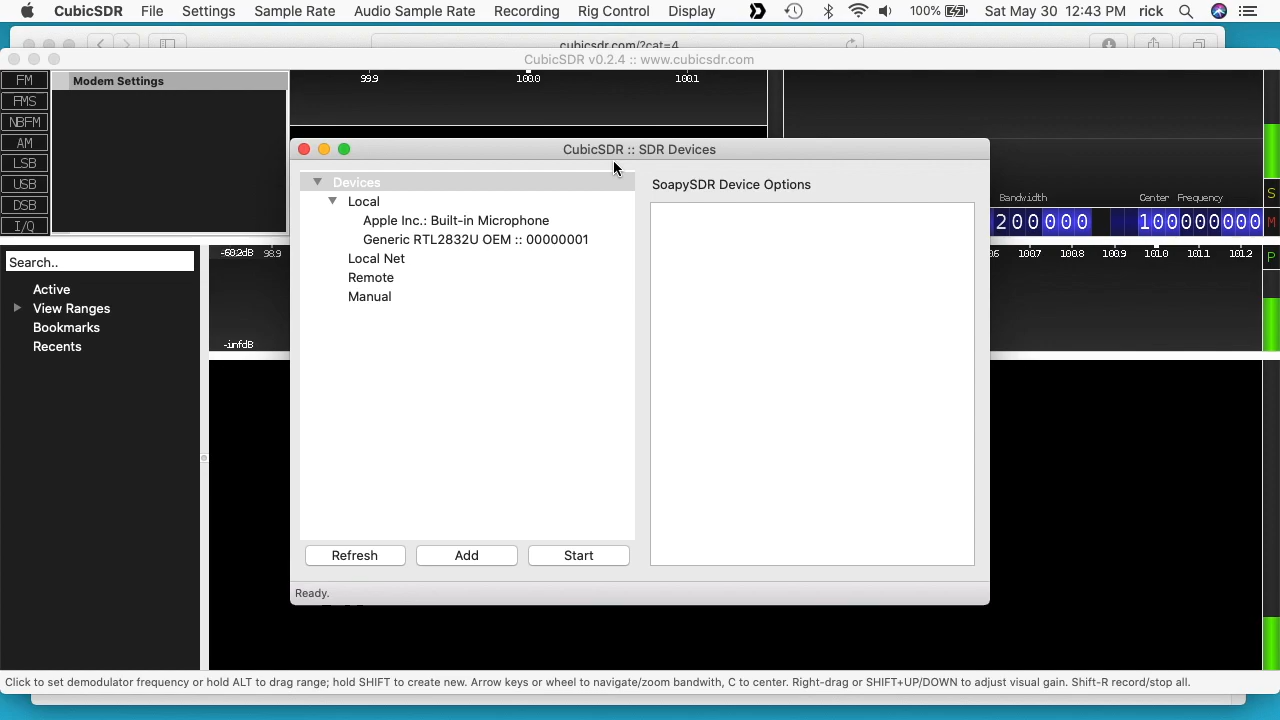 CubicSDR File Settings Sample Rate Audio Sample Rate Recording Rig Control Display 100% Sat May 30 12:43 PM rick
cubicsdr.com/?cat=4
CubicSDR v0.2.4 :: www.cubicsdr.com
FM
FMS
NBFM
AM
LSB
USB
DSB
I/Q
Modem Settings
99.9 100.0 100.1
CubicSDR :: SDR Devices
Devices
Local
Apple Inc.: Built-in Microphone
Generic RTL2832U OEM :: 00000001
Local Net
Remote
Manual
SoapySDR Device Options
Refresh Add Start
Ready.
Bandwidth Center Frequency
200000 100000000
S
M
P
-60.2dB 98.9
100.7 100.8 100.9 101.0 101.1 101.2
-infdB
Search..
Active
View Ranges
Bookmarks
Recents
Click to set demodulator frequency or hold ALT to drag range; hold SHIFT to create new. Arrow keys or wheel to navigate/zoom bandwith, C to center. Right-drag or SHIFT+UP/DOWN to adjust visual gain. Shift-R record/stop all.